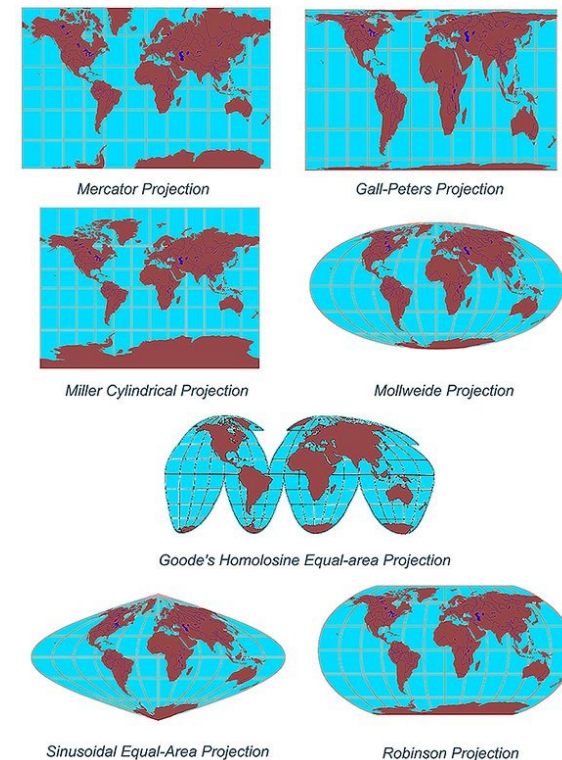 Mercator Projection
Gall-Peters Projection
Miller Cylindrical Projection
Mollweide Projection
Goode's Homolosine Equal-area Projection
Sinusoidal Equal-Area Projection
Robinson Projection